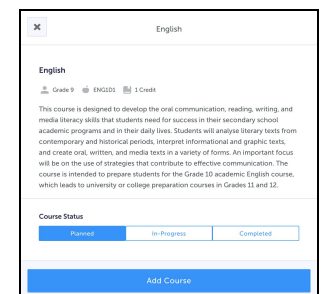 English
English
Grade 9 ENG1D1 1 Credit
This course is designed to develop the oral communication, reading, writing, and
media literacy skills that students need for success in their secondary school
academic programs and in their daily lives. Students will analyse literary texts from
contemporary and historical periods, interpret informational and graphic texts,
and create oral, written, and media texts in a variety of forms. An important focus
will be on the use of strategies that contribute to effective communication. The
course is intended to prepare students for the Grade 10 academic English course,
which leads to university or college preparation courses in Grades 11 and 12.
Course Status
Planned In-Progress Completed
Add Course